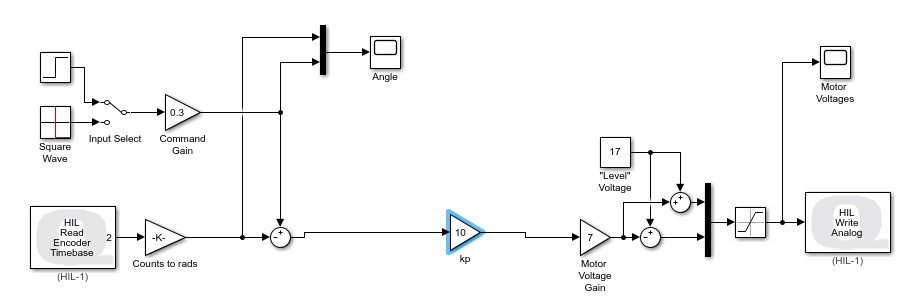 Angle
Motor
Voltages
Input Select
0.3
Command
Gain
Square
Wave
17
"Level"
Voltage
HIL
Read
Encoder
Timebase
2
(HIL-1)
-K-
Counts to rads
10
kp
7
Motor
Voltage
Gain
HIL
Write
Analog
(HIL-1)